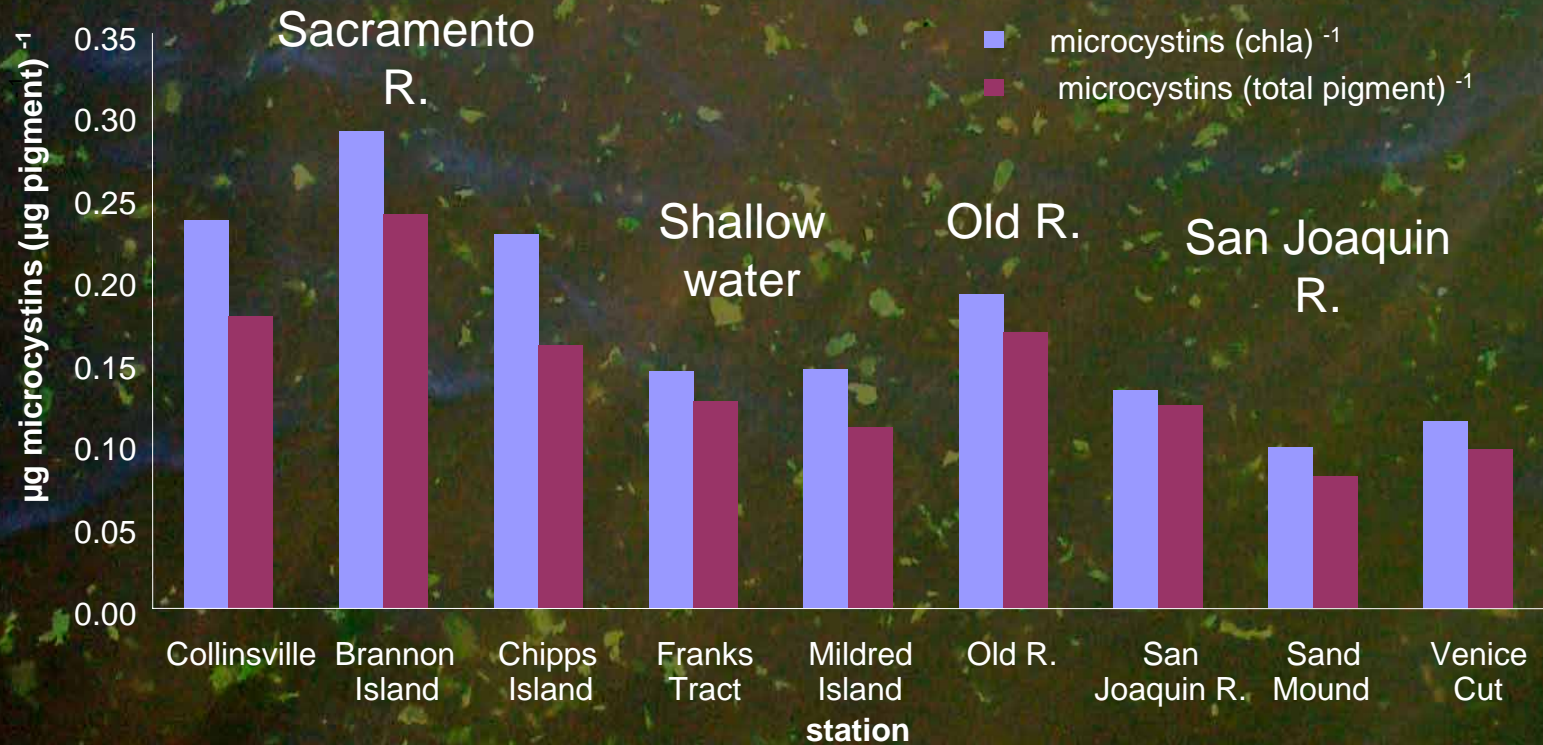 µg microcystins (µg pigment) -1
0.35
0.30
0.25
0.20
0.15
0.10
0.05
0.00
Sacramento
R.
Shallow
water
Old R.
San Joaquin
R.
microcystins (chla) -1
microcystins (total pigment) -1
Collinsville
Brannon
Island
Chipps
Island
Franks
Tract
Mildred
Island
Old R.
San
Joaquin R.
Sand
Mound
Venice
Cut
station